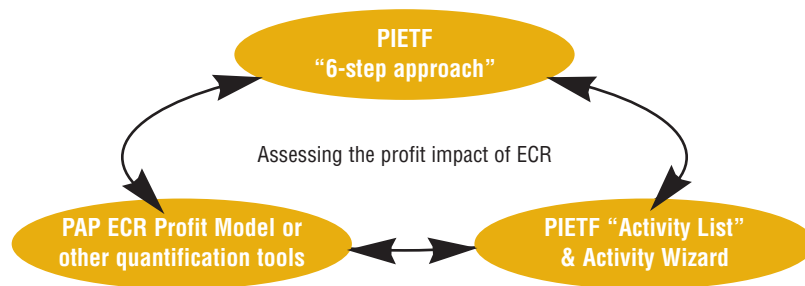 PIETF
“6-step approach”
Assessing the profit impact of ECR
PAP ECR Profit Model or
other quantification tools
PIETF “Activity List”
& Activity Wizard